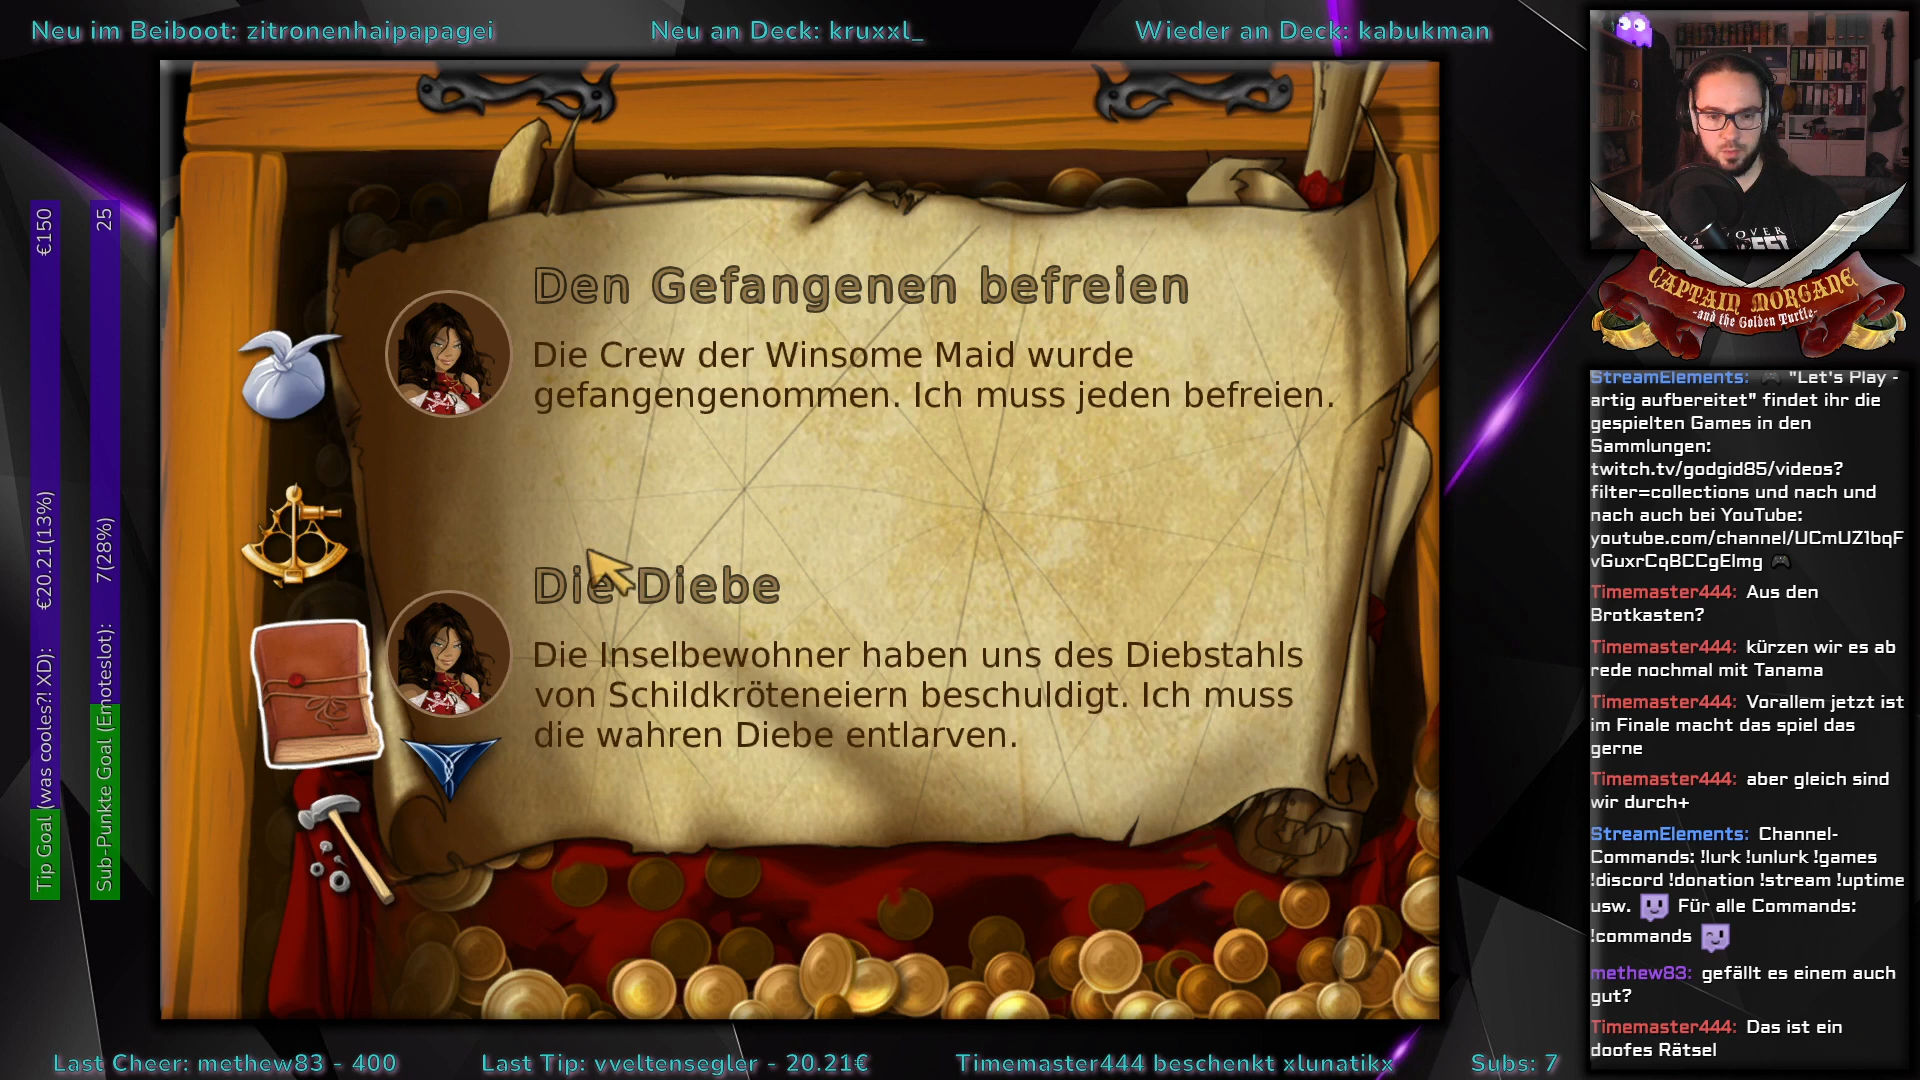 Neu im Beiboot: zitronenhaipapagei
Neu an Deck: kruxxl_
Wieder an Deck: kabukman
€150
€20.21(13%)
Tip Goal (was cooles?! XD):
25
7(28%)
Sub-Punkte Goal (Emoteslot):
Den Gefangenen befreien
Die Crew der Winsome Maid wurde
gefangengenommen. Ich muss jeden befreien.
Die Diebe
Die Inselbewohner haben uns des Diebstahls
von Schildkröteneiern beschuldigt. Ich muss
die wahren Diebe entlarven.
CAPTAIN MORGANE
-and the Golden Turtle-
StreamElements: "Let's Play -
artig aufbereitet" findet ihr die
gespielten Games in den
Sammlungen:
twitch.tv/godgid85/videos?
filter=collections und nach und
nach auch bei YouTube:
youtube.com/channel/UCmUZ1bqF
vGuxrCqBCCgElmg
Timemaster444: Aus den
Brotkasten?
Timemaster444: kürzen wir es ab
rede nochmal mit Tanama
Timemaster444: Vorallem jetzt ist
im Finale macht das spiel das
gerne
Timemaster444: aber gleich sind
wir durch+
StreamElements: Channel-
Commands: !lurk !unlurk !games
!discord !donation !stream !uptime
usw. Für alle Commands:
!commands
methew83: gefällt es einem auch
gut?
Timemaster444: Das ist ein
doofes Rätsel
Last Cheer: methew83 - 400
Last Tip: vveltensegler - 20.21€
Timemaster444 beschenkt xlunatikx
Subs: 7